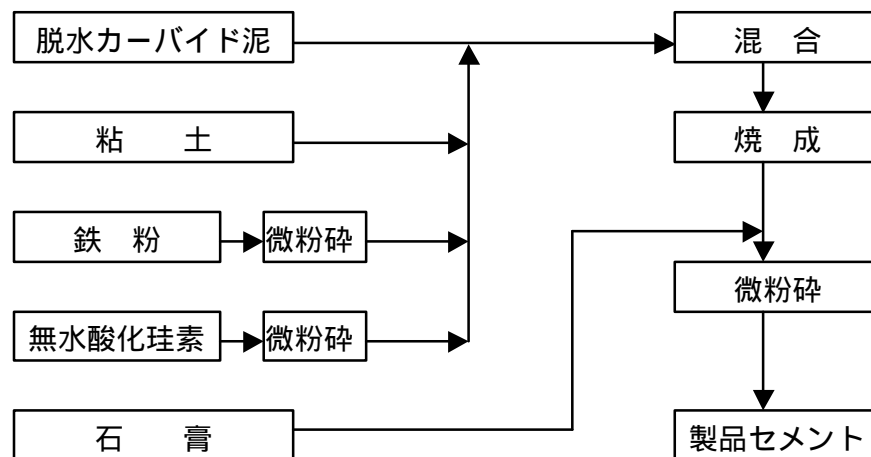 脱水カーバイド泥
混　合
粘　　土
焼　成
鉄　粉
微粉砕
微粉砕
無水酸化珪素
微粉砕
石　　膏
製品セメント